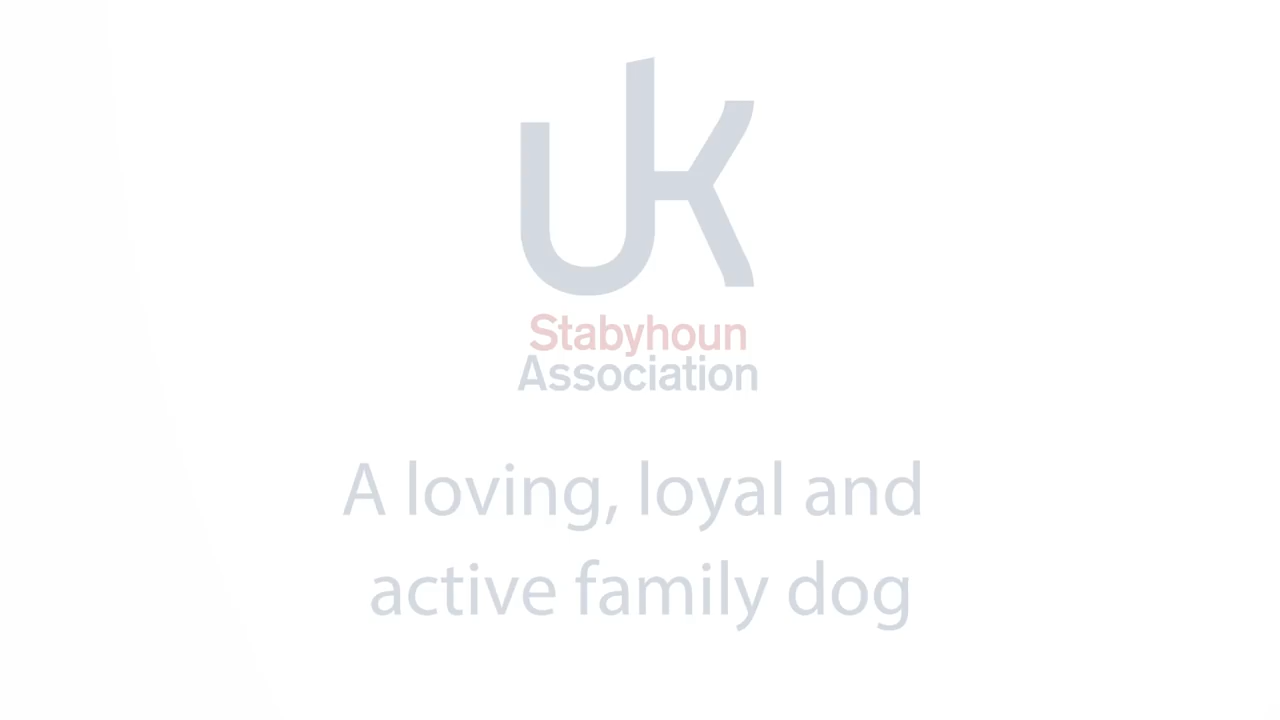 uk
Stabyhoun
Association
A loving, loyal and
active family dog